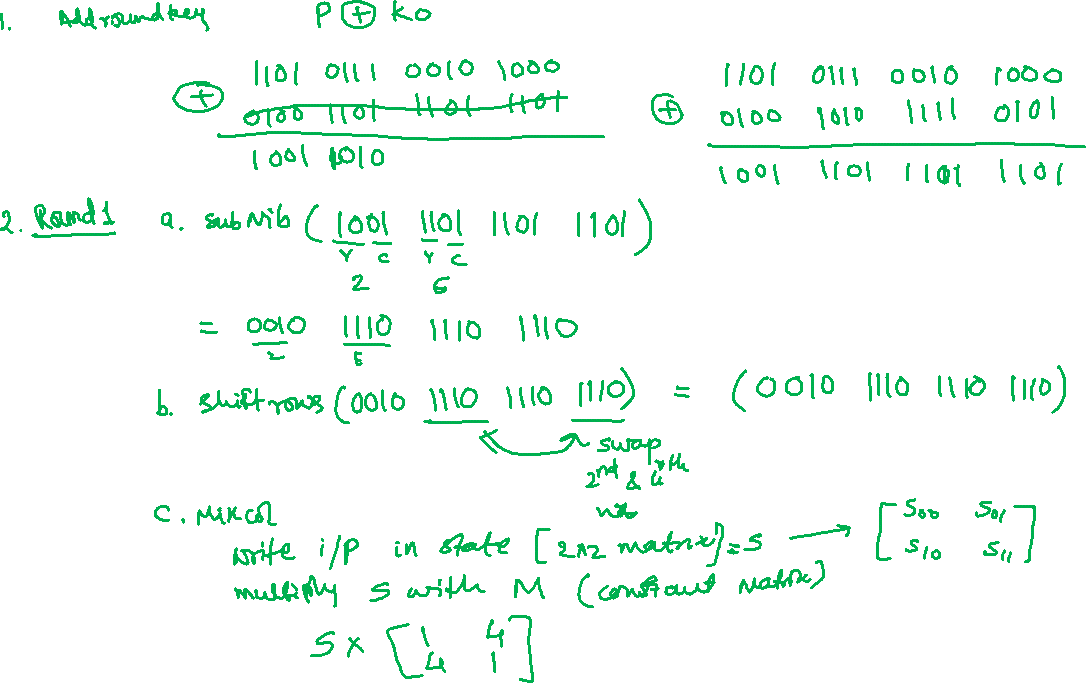 1. Addroundkey P ⊕ K0
1101 0111 0010 1000
⊕ 0100 1101 1101 1101
1001 1010
1101 0111 0010 1000
⊕ 0100 1010 1111 0101
1001 1101 1101 1101
2. Round 1 a. subNib ( 1001 1101 1101 1101 )
r c r c
2
= 0010 1110 1110 1110
2
b. shiftrows (0010 1110 1110 1110) = (0010 1110 1110 1110)
swap
2nd & 4th
nib
c. Mixcol
write i/p in state [2x2 matrix] = S → [ S00 S01
S10 S11 ]
multiply S with M (constant Matrix)
S x [ 1 4
4 1 ]